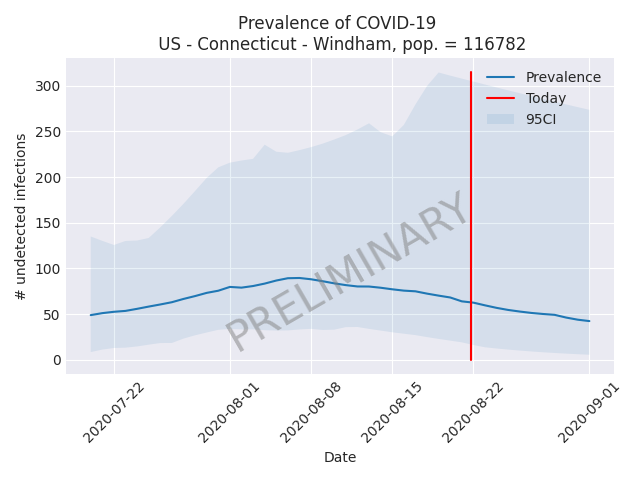 Prevalence of COVID-19
US - Connecticut - Windham, pop. = 116782
Prevalence
Today
95CI
300
250
200
150
100
50
0
# undetected infections
PRELIMINARY
2020-07-22
2020-08-01
2020-08-08
2020-08-15
2020-08-22
2020-09-01
Date